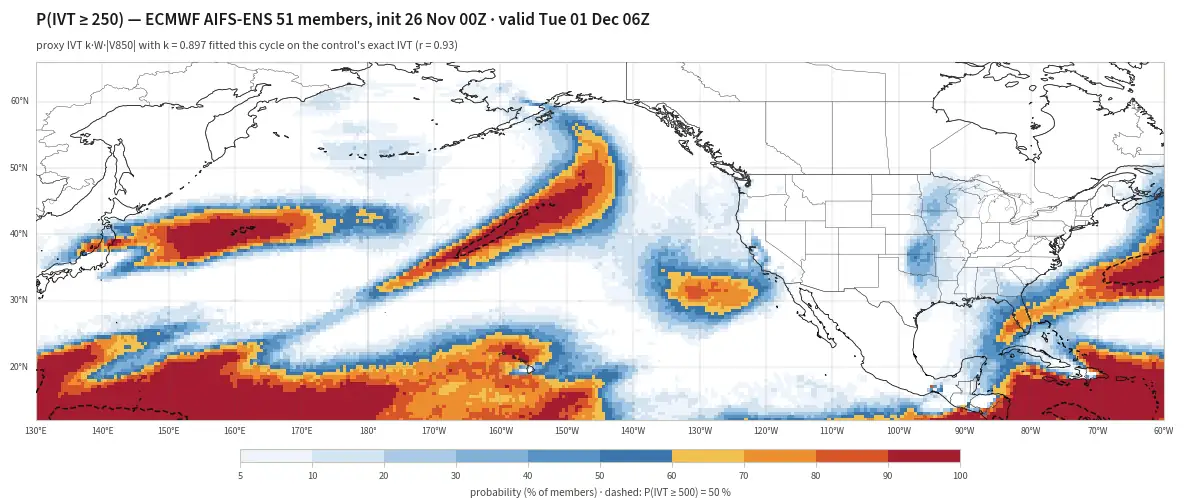 P(IVT ≥ 250) — ECMWF AIFS-ENS 51 members, init 26 Nov 00Z · valid Tue 01 Dec 06Z
proxy IVT k·W·|V850| with k = 0.897 fitted this cycle on the control's exact IVT (r = 0.93)
60°N
50°N
40°N
30°N
20°N
130°E 140°E 150°E 160°E 170°E 180° 170°W 160°W 150°W 140°W 130°W 120°W 110°W 100°W 90°W 80°W 70°W 60°W
5 10 20 30 40 50 60 70 80 90 100
probability (% of members) · dashed: P(IVT ≥ 500) = 50 %